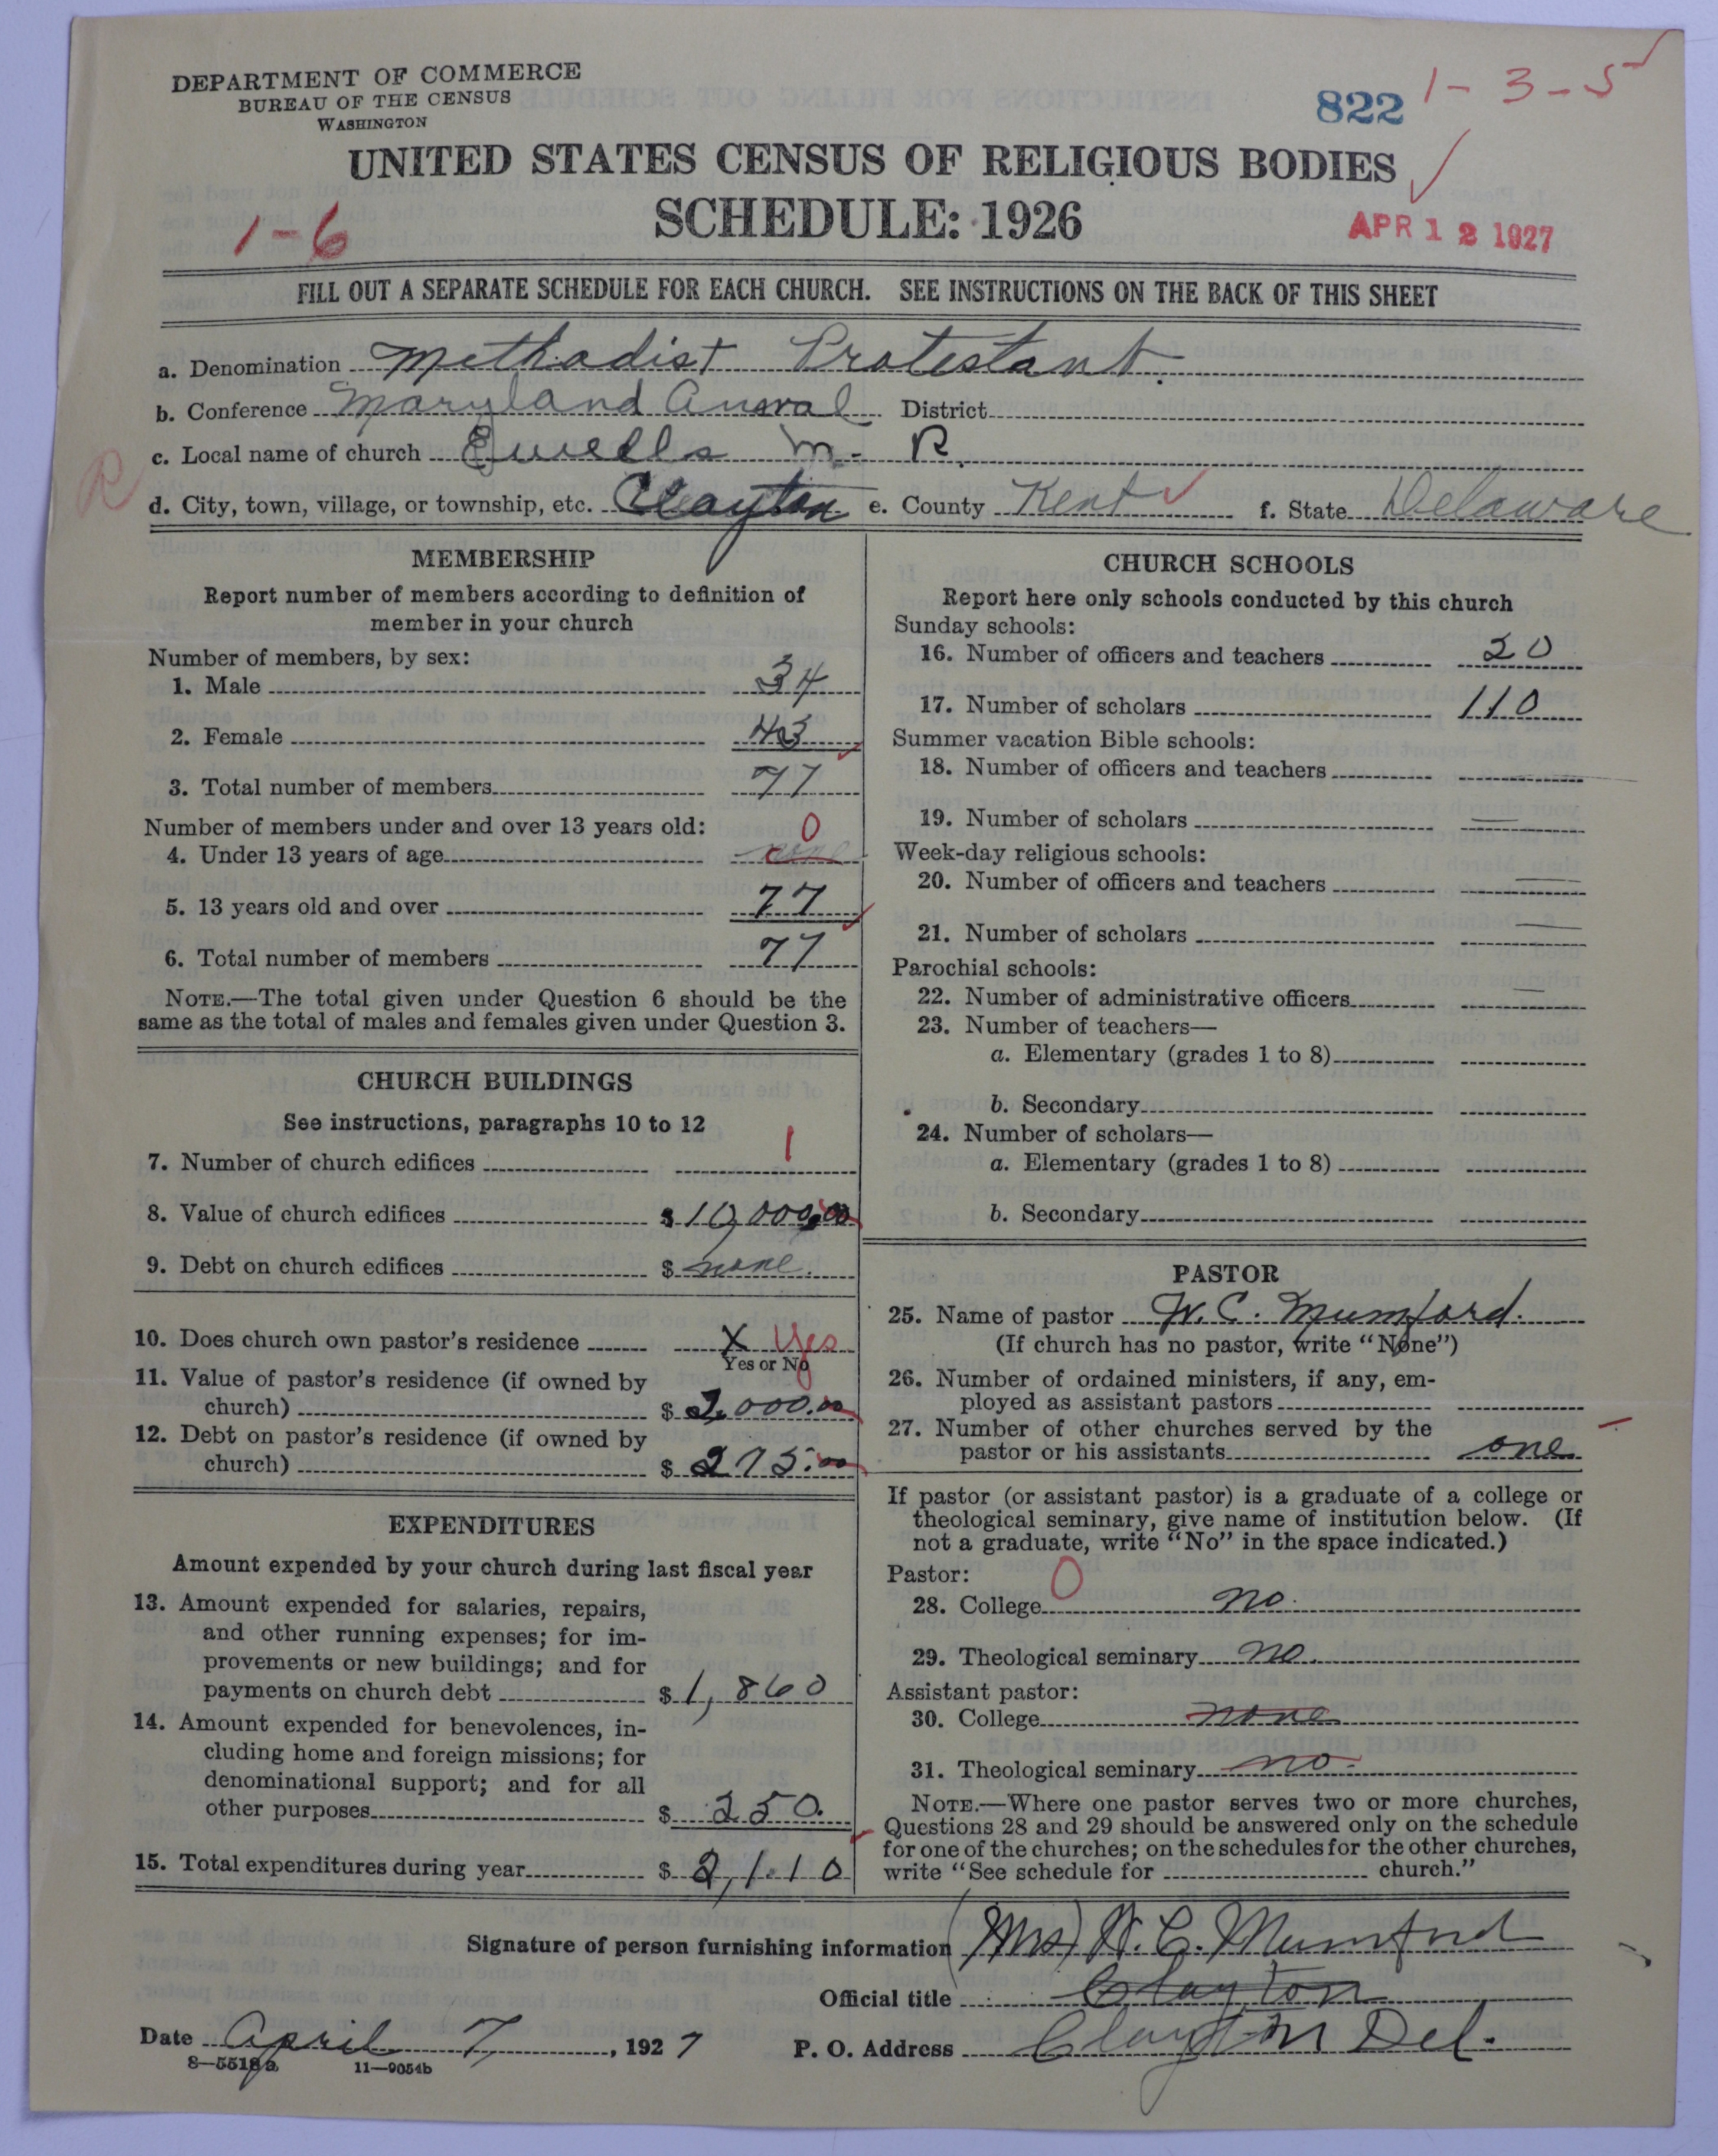 DEPARTMENT OF COMMERCE
BUREAU OF THE CENSUS
WASHINGTON
822 1-3-5
UNITED STATES CENSUS OF RELIGIOUS BODIES
SCHEDULE: 1926
1-6
APR 12 1927
FILL OUT A SEPARATE SCHEDULE FOR EACH CHURCH. SEE INSTRUCTIONS ON THE BACK OF THIS SHEET
a. Denomination Methodist Protestant.
b. Conference Maryland Annual District
c. Local name of church Ewells M. P.
R
d. City, town, village, or township, etc. Clayton e. County Kent f. State Delaware
MEMBERSHIP
Report number of members according to definition of
member in your church
Number of members, by sex:
1. Male 34
2. Female 43
3. Total number of members 77
Number of members under and over 13 years old: 0
4. Under 13 years of age none
5. 13 years old and over 77
6. Total number of members 77
NOTE.—The total given under Question 6 should be the
same as the total of males and females given under Question 3.
CHURCH BUILDINGS
See instructions, paragraphs 10 to 12
7. Number of church edifices 1
8. Value of church edifices $ 10,000.00
9. Debt on church edifices $ none.
10. Does church own pastor's residence X Yes
Yes or No
11. Value of pastor's residence (if owned by
church) $ 2,000.00
12. Debt on pastor's residence (if owned by
church) $ 275.00
EXPENDITURES
Amount expended by your church during last fiscal year
13. Amount expended for salaries, repairs,
and other running expenses; for im-
provements or new buildings; and for
payments on church debt $ 1,860
14. Amount expended for benevolences, in-
cluding home and foreign missions; for
denominational support; and for all
other purposes $ 250.
15. Total expenditures during year $ 2,110
CHURCH SCHOOLS
Report here only schools conducted by this church
Sunday schools:
16. Number of officers and teachers 20
17. Number of scholars 110
Summer vacation Bible schools:
18. Number of officers and teachers
19. Number of scholars —
Week-day religious schools:
20. Number of officers and teachers —
21. Number of scholars —
Parochial schools:
22. Number of administrative officers —
23. Number of teachers—
a. Elementary (grades 1 to 8)
b. Secondary
24. Number of scholars—
a. Elementary (grades 1 to 8)
b. Secondary
PASTOR
25. Name of pastor W. C. Mumford.
(If church has no pastor, write "None")
26. Number of ordained ministers, if any, em-
ployed as assistant pastors
27. Number of other churches served by the
pastor or his assistants one
If pastor (or assistant pastor) is a graduate of a college or
theological seminary, give name of institution below. (If
not a graduate, write "No" in the space indicated.)
Pastor: 0
28. College no.
29. Theological seminary no.
Assistant pastor:
30. College none
31. Theological seminary no.
NOTE.—Where one pastor serves two or more churches,
Questions 28 and 29 should be answered only on the schedule
for one of the churches; on the schedules for the other churches,
write "See schedule for church."
Signature of person furnishing information (Mrs) W. C. Mumford
Official title Clayton
Date April 7, 1927 P. O. Address Clayton Del.
8—5518a 11—9054b